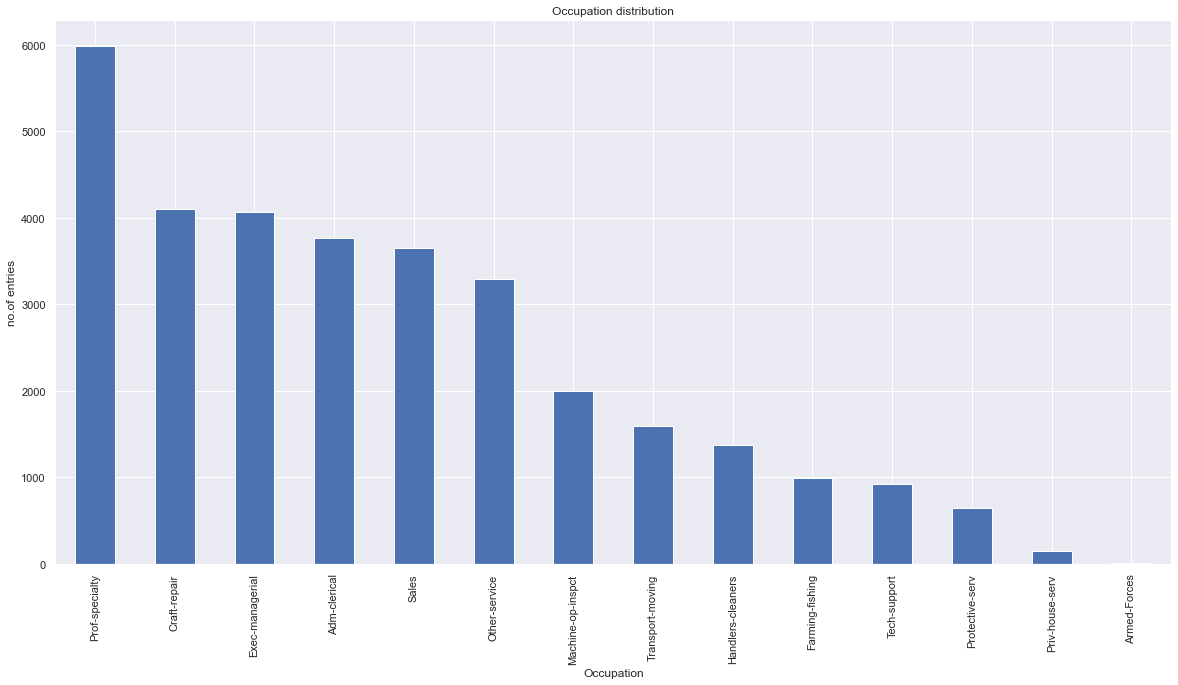 Occupation distribution
6000
5000
4000
3000
2000
1000
0
no.of entries
Prof-specialty
Craft-repair
Exec-managerial
Adm-clerical
Sales
Other-service
Machine-op-inspct
Transport-moving
Handlers-cleaners
Farming-fishing
Tech-support
Protective-serv
Priv-house-serv
Armed-Forces
Occupation